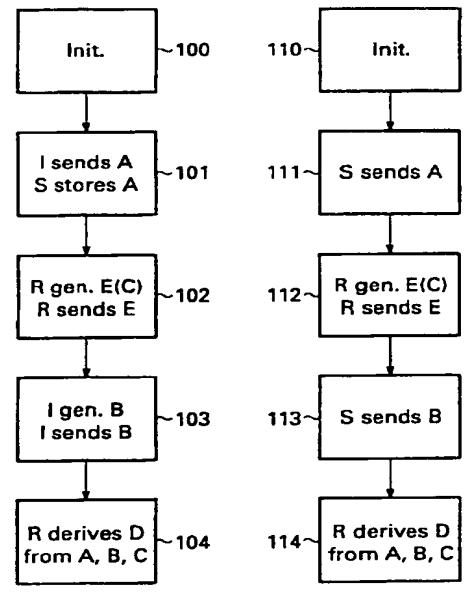 Init.
100
I sends A
S stores A
101
R gen. E(C)
R sends E
102
I gen. B
I sends B
103
R derives D
from A, B, C
104
110
Init.
111
S sends A
112
R gen. E(C)
R sends E
113
S sends B
114
R derives D
from A, B, C